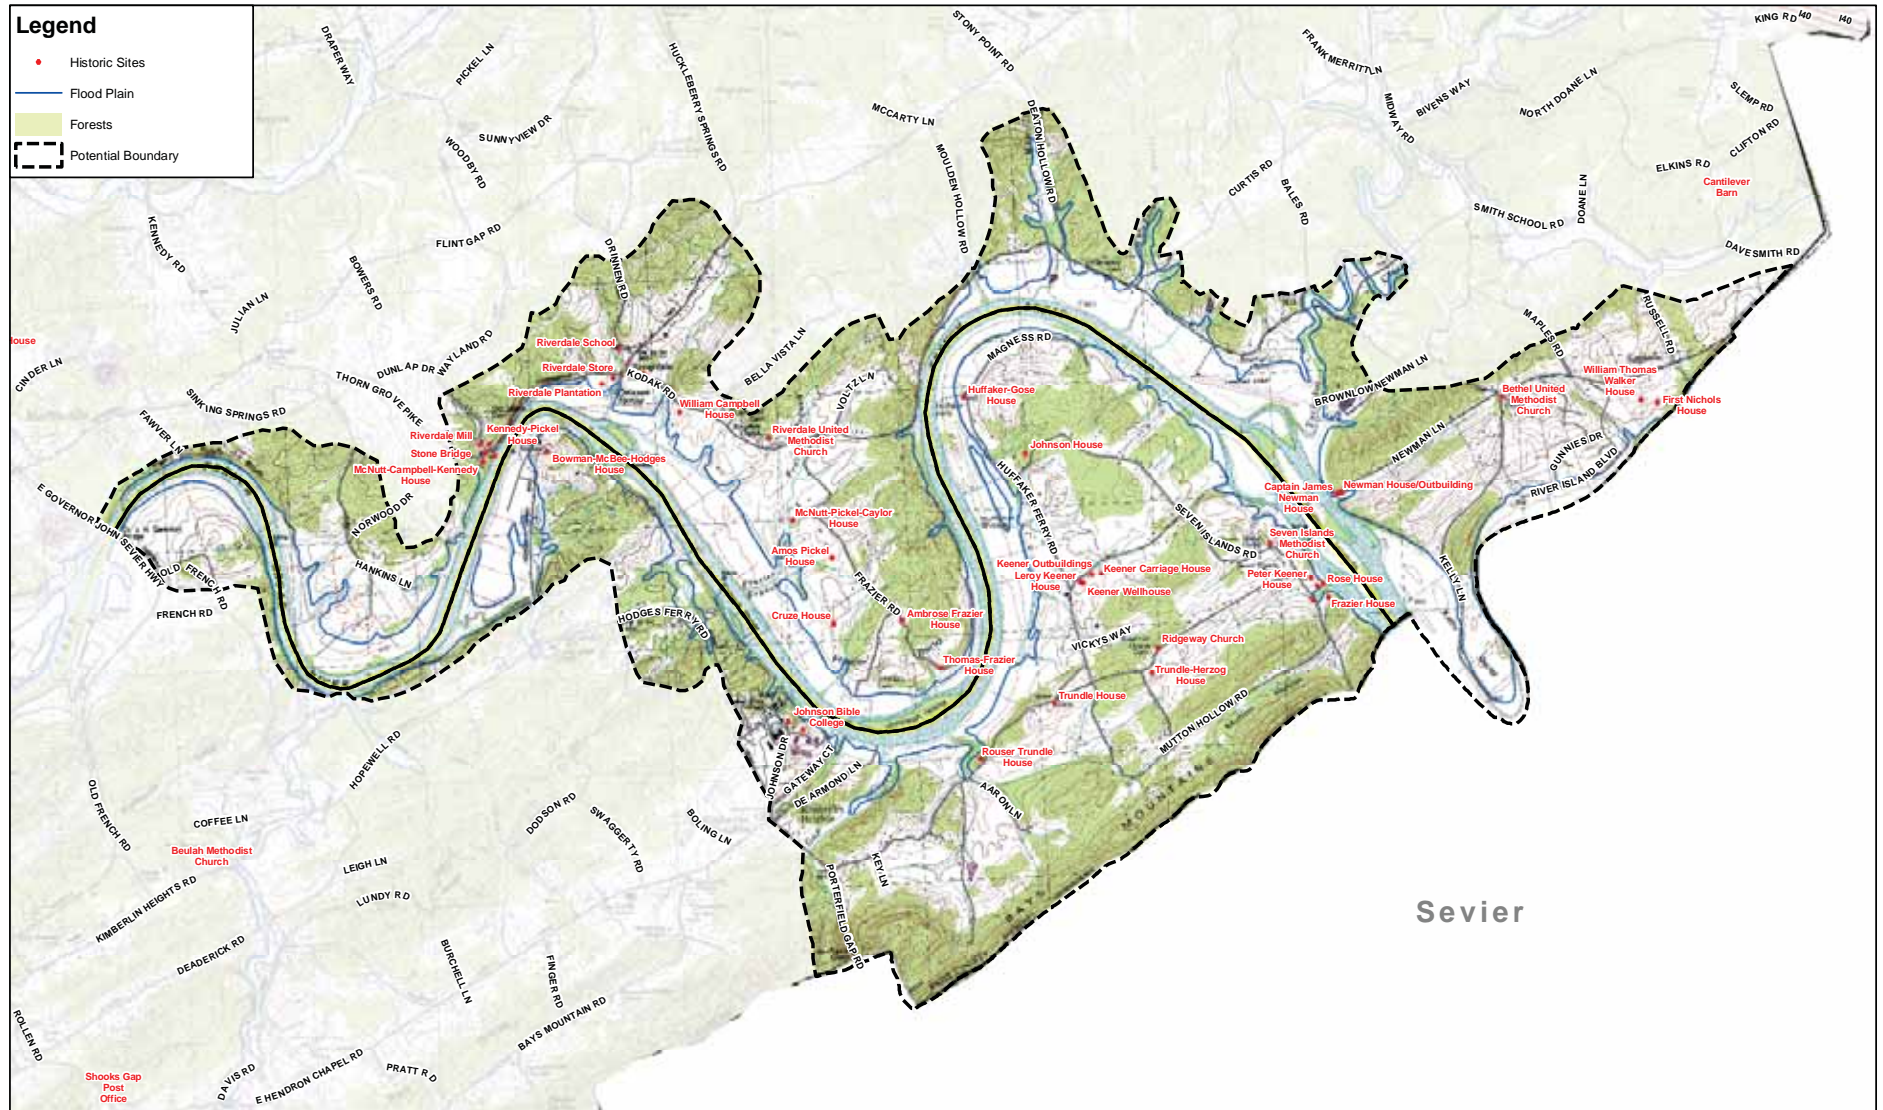 Legend
Historic Sites
Flood Plain
Forests
Potential Boundary
DRAPER WAY
PICKEL LN
HUCKLEBERRY SPRINGS RD
STONY POINT RD
FRANK MERRITT LN
KING RD
I40
I40
MCCARTY LN
DEATON HOLLOW RD
MIDWAY RD
BIVENS WAY
NORTH DOANE LN
SLEMP RD
CLIFTON RD
WOODBY RD
SUNNYVIEW DR
MOULDEN HOLLOW RD
CURTIS RD
BALES RD
ELKINS RD
Cantilever
Barn
DOANE LN
SMITH SCHOOL RD
DAVE SMITH RD
KENNEDY RD
FLINT GAP RD
DRINNEN RD
BOWERS RD
JULIAN LN
WAYLAND RD
DUNLAP DR
THORN GROVE PIKE
CINDER LN
SINKING SPRINGS RD
FAWVER LN
Riverdale School
Riverdale Store
Riverdale Plantation
KODAK RD
BELLA VISTA LN
VOLTZ LN
MAGNESS RD
William Campbell
House
Riverdale United
Methodist
Church
Huffaker-Gose
House
Johnson House
MAPLES RD
RUSSELL RD
BROWNLOW NEWMAN LN
William Thomas
Walker
House
First Nichols
House
Bethel United
Methodist
Church
NEWMAN LN
GUNNIES DR
RIVER ISLAND BLVD
Riverdale Mill
Stone Bridge
McNutt-Campbell-Kennedy
House
Kennedy-Pickel
House
Bowman-McBee-Hodges
House
HUFFAKER FERRY RD
Captain James
Newman
House
Newman House/Outbuilding
E GOVERNOR JOHN SEVIER HWY
NORWOOD DR
HANKINS LN
OLD FRENCH RD
FRENCH RD
McNutt-Pickel-Caylor
House
Amos Pickel
House
SEVEN ISLANDS RD
Seven Islands
Methodist
Church
Keener Outbuildings
Leroy Keener
House
Keener Carriage House
Keener Wellhouse
Peter Keener
House
Rose House
Frazier House
KELLY LN
HODGES FERRY RD
Cruze House
FRAZIER RD
Ambrose Frazier
House
Thomas-Frazier
House
VICKYS WAY
Ridgeway Church
Trundle-Herzog
House
Trundle House
MUTTON HOLLOW RD
Johnson Bible
College
JOHNSON DR
GATEWAY CT
DE ARMOND LN
Rouser Trundle
House
AARON LN
BAYS MOUNTAINS
HOPEWELL RD
OLD FRENCH RD
COFFEE LN
Beulah Methodist
Church
DODSON RD
SWAGGERTY RD
BOLING LN
LEIGH LN
LUNDY RD
KEY LN
PORTERFIELD GAP RD
KIMBERLIN HEIGHTS RD
DEADERICK RD
BURCHELL LN
FINGER RD
BAYS MOUNTAIN RD
ROLLEN RD
Shooks Gap
Post
Office
DAVIS RD
E HENDRON CHAPEL RD
PRATT RD
Sevier